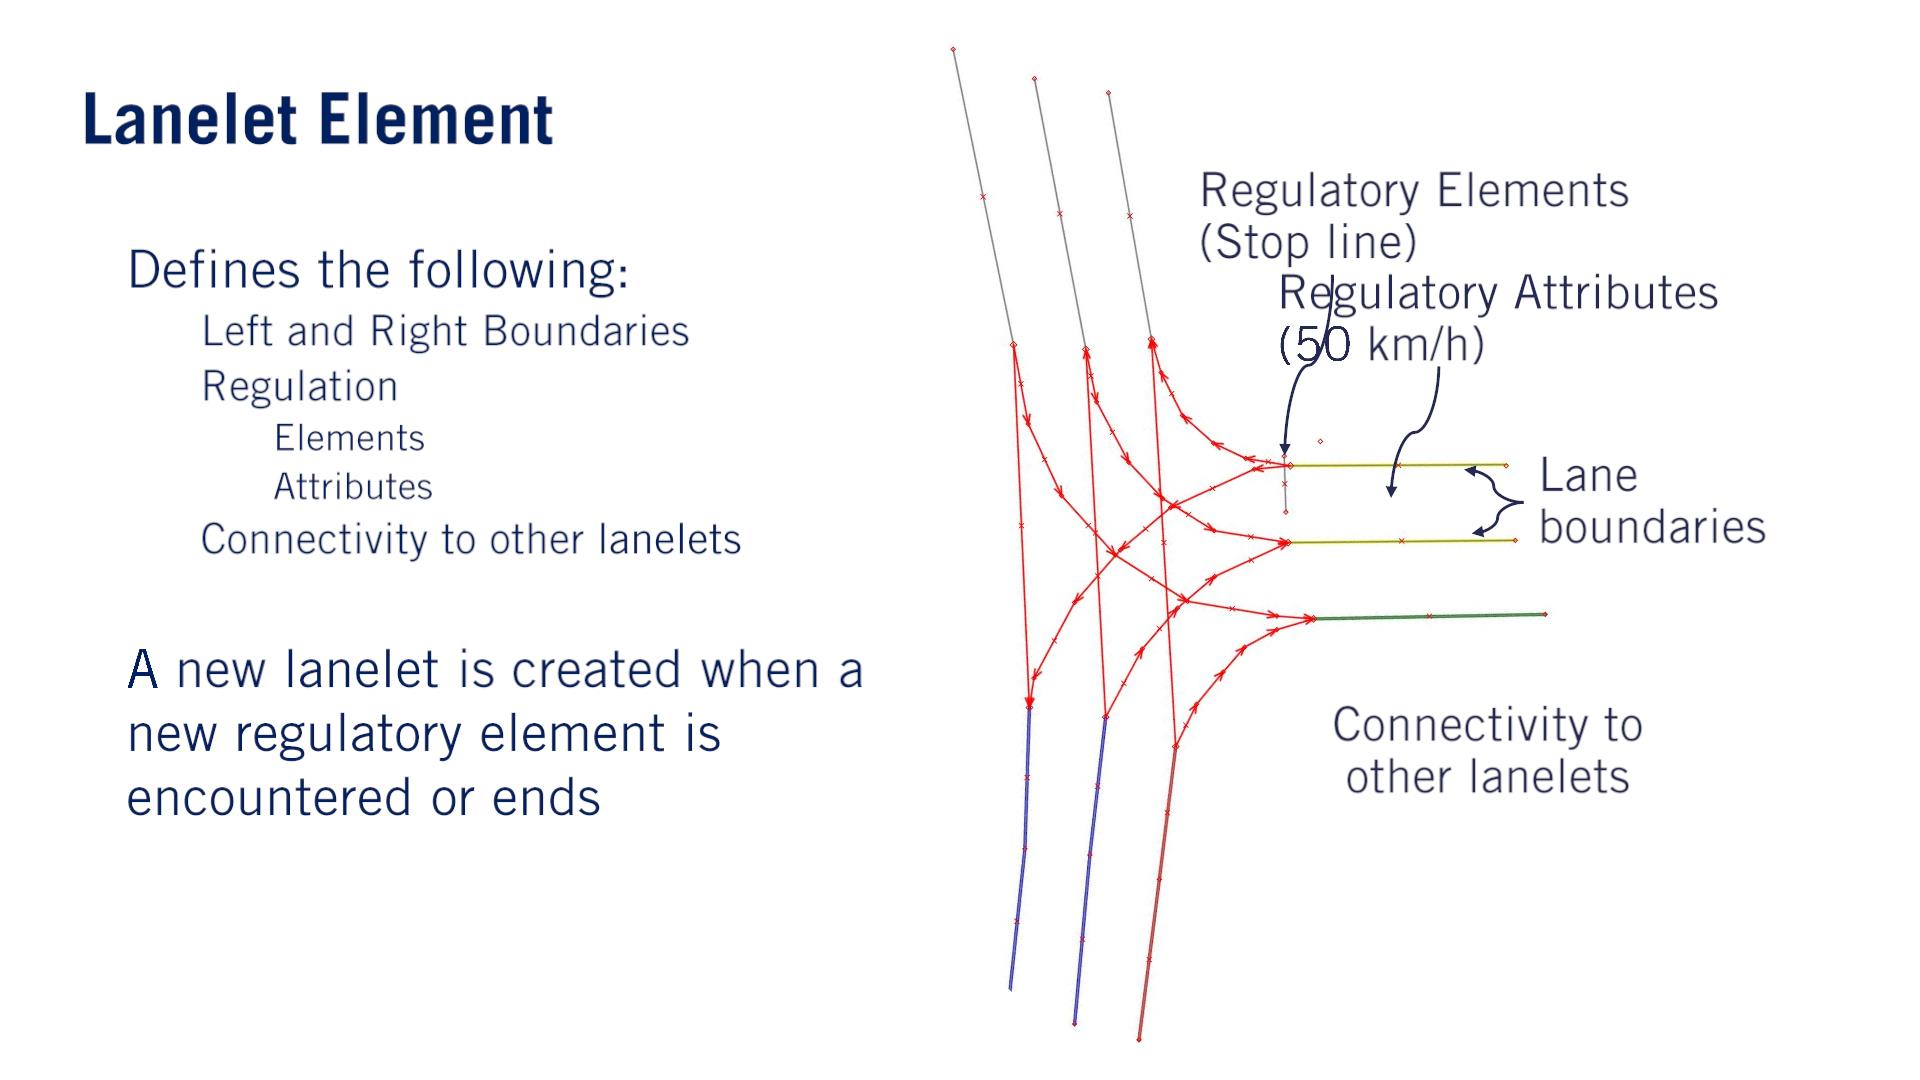 Lanelet Element
Defines the following:
Left and Right Boundaries
Regulation
Elements
Attributes
Connectivity to other lanelets
A new lanelet is created when a
new regulatory element is
encountered or ends
Regulatory Elements
(Stop line)
Regulatory Attributes
(50 km/h)
Lane
boundaries
Connectivity to
other lanelets